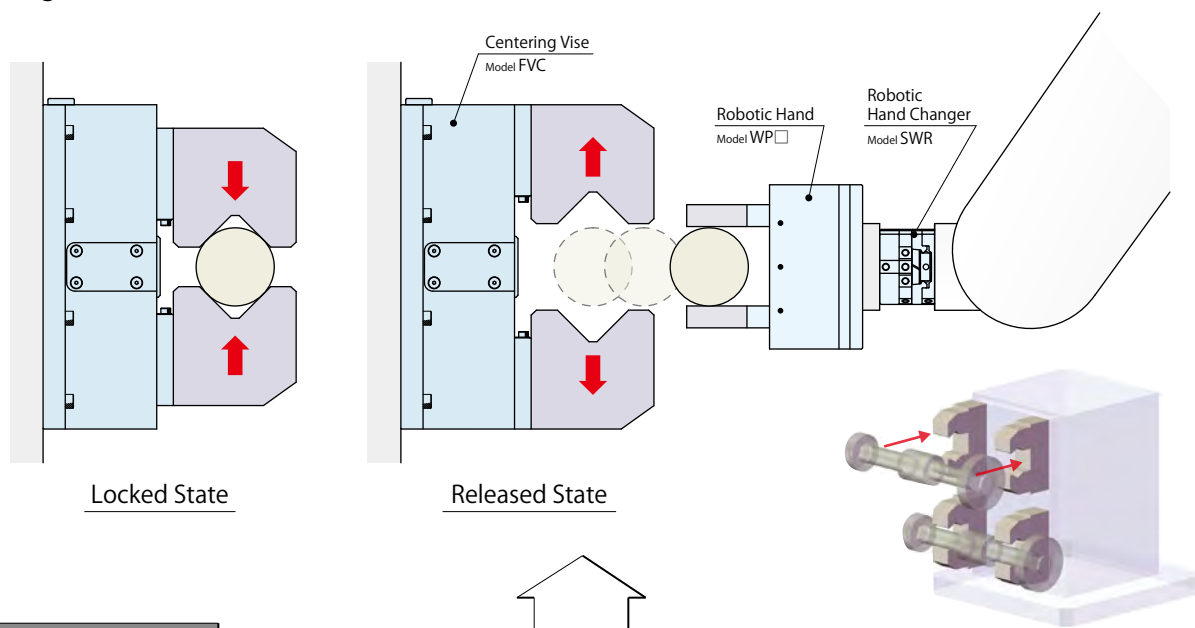 Centering Vise
Model FVC
Robotic Hand
Model WP□
Robotic
Hand Changer
Model SWR
Locked State
Released State